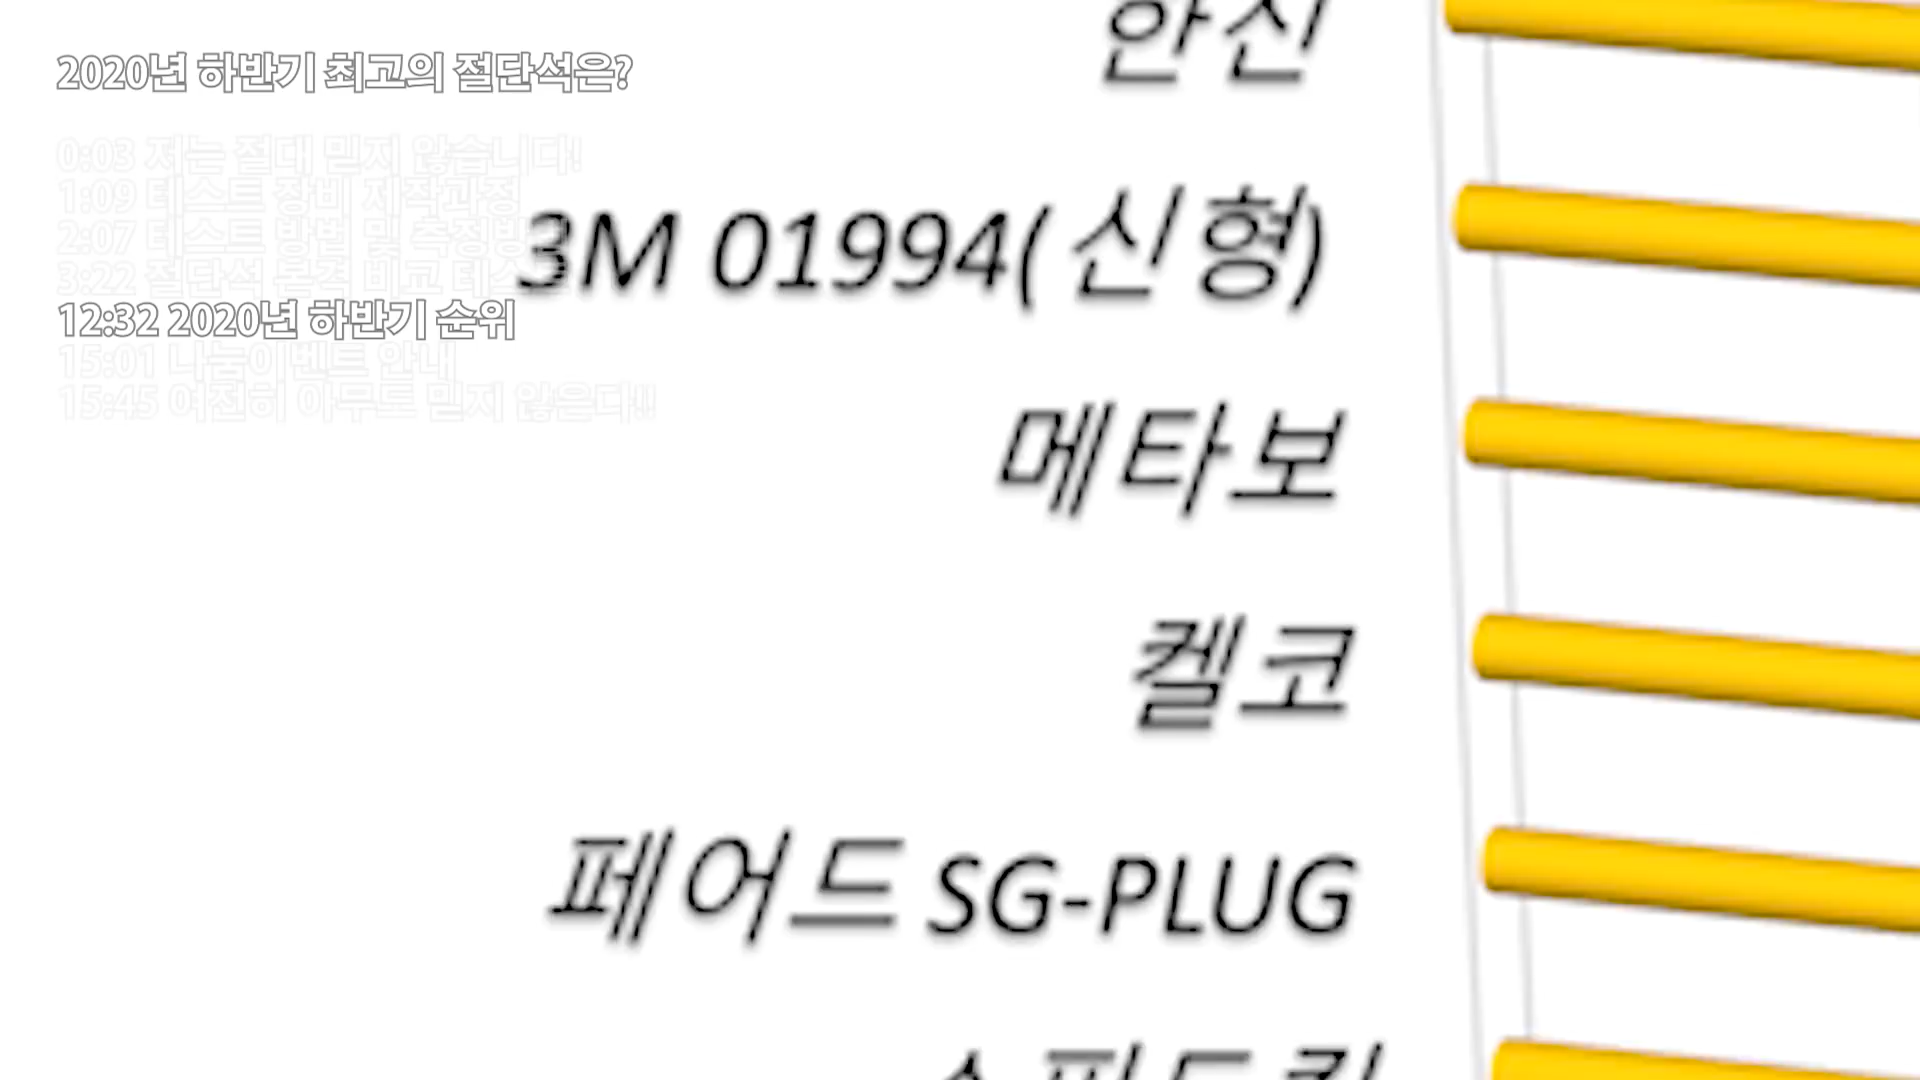 2020년 하반기 최고의 절단석은?
0:03 저는 절대 믿지 않습니다!
1:09 테스트 장비 제작과정
2:07 테스트 방법 및 측정방
3:22 절단석 본격 비교 테스
12:32 2020년 하반기 순위
15:01 나눔이벤트 안내
15:45 여전히 아무도 믿지 않은다!!
한신
3M 01994(신형)
메타보
켈코
페어드 SG-PLUG